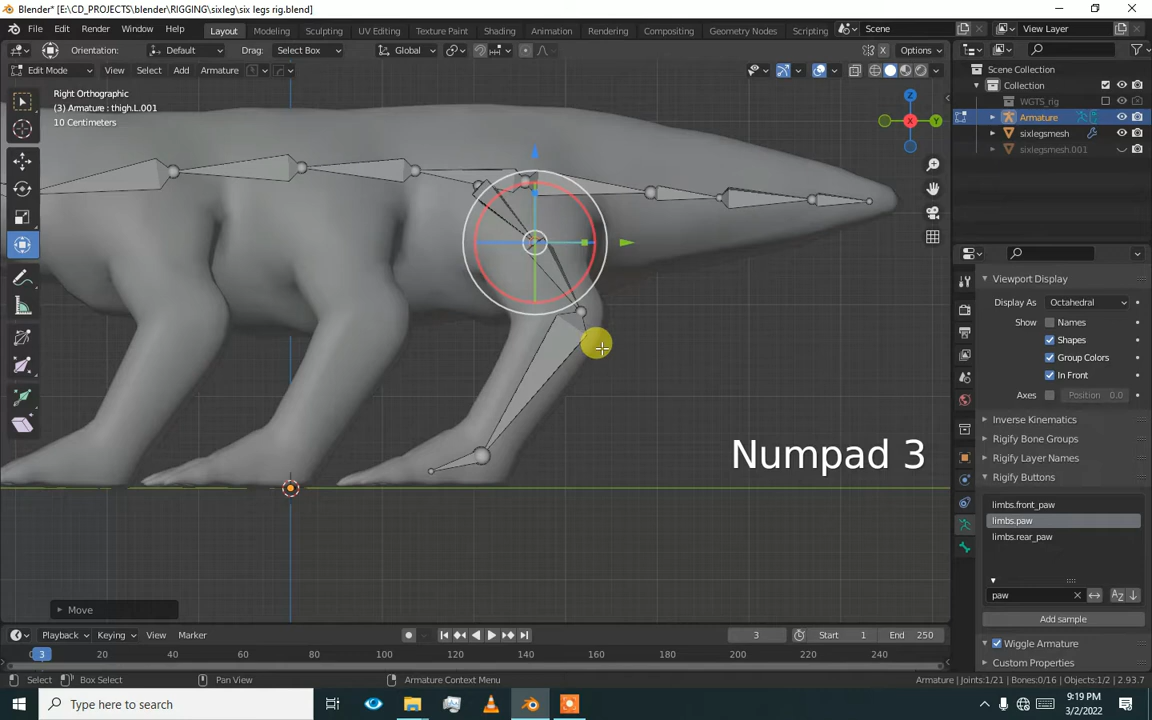 Blender* [E:\CD_PROJECTS\blender\RIGGING\sixleg\six legs rig.blend]
File Edit Render Window Help
Layout Modeling Sculpting UV Editing Texture Paint Shading Animation Rendering Compositing Geometry Nodes Scripting
Scene
View Layer
Orientation: Default Drag: Select Box
Global
Options
Edit Mode View Select Add Armature
Right Orthographic
(3) Armature : thigh.L.001
10 Centimeters
Z
Y
X
Numpad 3
Move
Scene Collection
Collection
WGTS_rig
Armature
sixlegsmesh
sixlegsmesh.001
Viewport Display
Display As Octahedral
Show Names
Shapes
Group Colors
In Front
Axes Position 0.0
Inverse Kinematics
Rigify Bone Groups
Rigify Layer Names
Rigify Buttons
limbs.front_paw
limbs.paw
limbs.rear_paw
paw
Add sample
Wiggle Armature
Custom Properties
Playback Keying View Marker
3 Start 1 End 250
3 20 40 60 80 100 120 140 160 180 200 220 240
Select Box Select Pan View Armature Context Menu
Armature | Joints:1/21 | Bones:0/16 | Objects:1/2 | 2.93.7
Type here to search
9:19 PM
3/2/2022